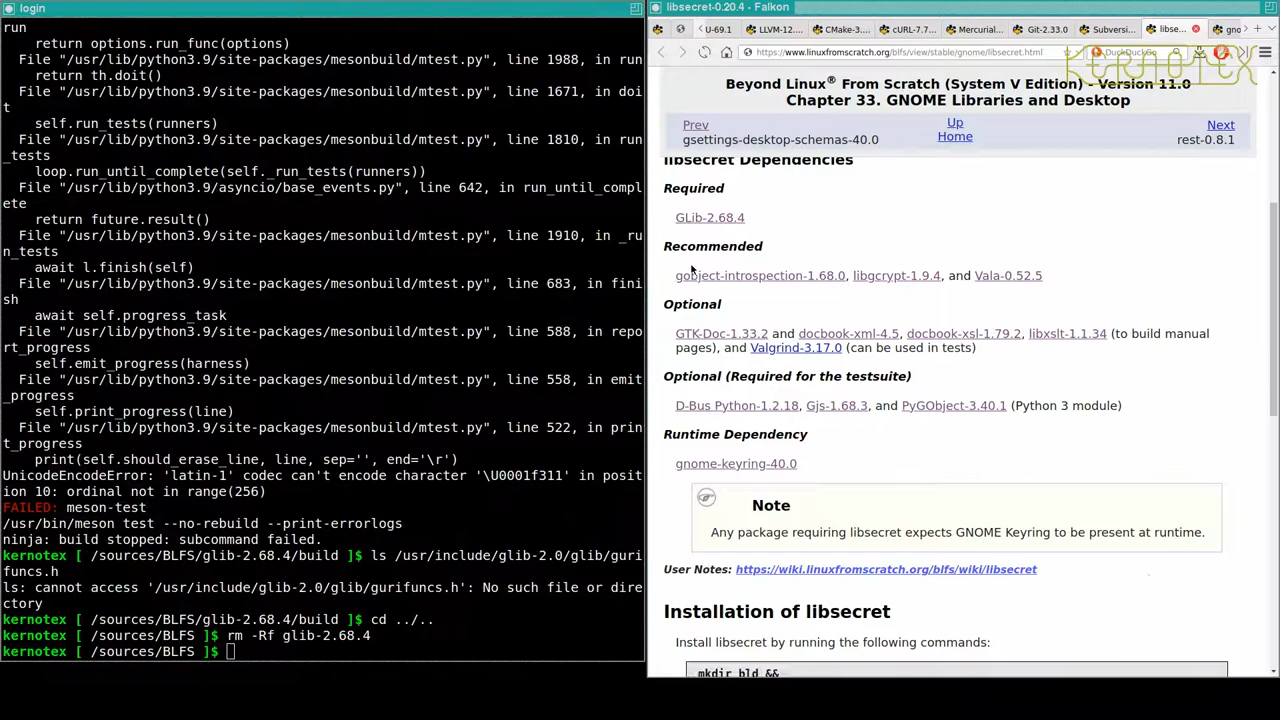 login
run
return options.run_func(options)
File "/usr/lib/python3.9/site-packages/mesonbuild/mtest.py", line 1988, in run
return th.doit()
File "/usr/lib/python3.9/site-packages/mesonbuild/mtest.py", line 1671, in doi
t
self.run_tests(runners)
File "/usr/lib/python3.9/site-packages/mesonbuild/mtest.py", line 1810, in run
_tests
loop.run_until_complete(self._run_tests(runners))
File "/usr/lib/python3.9/asyncio/base_events.py", line 642, in run_until_compl
ete
return future.result()
File "/usr/lib/python3.9/site-packages/mesonbuild/mtest.py", line 1910, in _ru
n_tests
await l.finish(self)
File "/usr/lib/python3.9/site-packages/mesonbuild/mtest.py", line 683, in fini
sh
await self.progress_task
File "/usr/lib/python3.9/site-packages/mesonbuild/mtest.py", line 588, in repo
rt_progress
self.emit_progress(harness)
File "/usr/lib/python3.9/site-packages/mesonbuild/mtest.py", line 558, in emit
_progress
self.print_progress(line)
File "/usr/lib/python3.9/site-packages/mesonbuild/mtest.py", line 522, in prin
t_progress
print(self.should_erase_line, line, sep='', end='\r')
UnicodeEncodeError: 'latin-1' codec can't encode character '\U0001f311' in posit
ion 10: ordinal not in range(256)
FAILED: meson-test
/usr/bin/meson test --no-rebuild --print-errorlogs
ninja: build stopped: subcommand failed.
kernotex [ /sources/BLFS/glib-2.68.4/build ]$ ls /usr/include/glib-2.0/glib/guri
funcs.h
ls: cannot access '/usr/include/glib-2.0/glib/gurifuncs.h': No such file or dire
ctory
kernotex [ /sources/BLFS/glib-2.68.4/build ]$ cd ../..
kernotex [ /sources/BLFS ]$ rm -Rf glib-2.68.4
kernotex [ /sources/BLFS ]$
libsecret-0.20.4 - Falkon
U-69.1 LLVM-12.... CMake-3.... cURL-7.7... Mercurial... Git-2.33.0 Subversi... libse... gno
https://www.linuxfromscratch.org/blfs/view/stable/gnome/libsecret.html DuckDuckGo
KERNOTEX
Beyond Linux® From Scratch (System V Edition) - Version 11.0
Chapter 33. GNOME Libraries and Desktop
Prev Up Next
gsettings-desktop-schemas-40.0 Home rest-0.8.1
libsecret Dependencies
Required
GLib-2.68.4
Recommended
gobject-introspection-1.68.0, libgcrypt-1.9.4, and Vala-0.52.5
Optional
GTK-Doc-1.33.2 and docbook-xml-4.5, docbook-xsl-1.79.2, libxslt-1.1.34 (to build manual
pages), and Valgrind-3.17.0 (can be used in tests)
Optional (Required for the testsuite)
D-Bus Python-1.2.18, Gjs-1.68.3, and PyGObject-3.40.1 (Python 3 module)
Runtime Dependency
gnome-keyring-40.0
Note
Any package requiring libsecret expects GNOME Keyring to be present at runtime.
User Notes: https://wiki.linuxfromscratch.org/blfs/wiki/libsecret
Installation of libsecret
Install libsecret by running the following commands:
mkdir bld &&